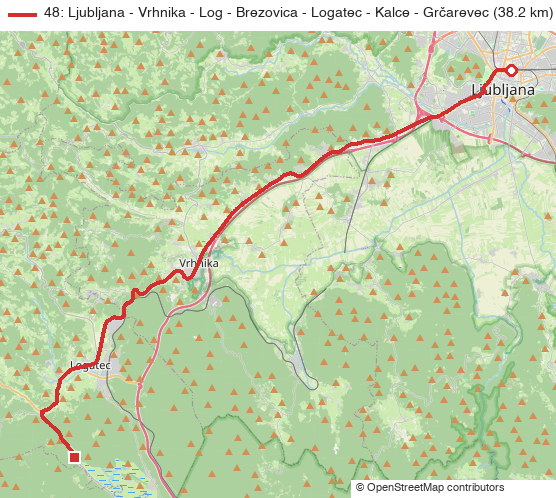 48: Ljubljana - Vrhnika - Log - Brezovica - Logatec - Kalce - Grčarevec (38.2 km)
Ljubljana
Vrhnika
Logatec
© OpenStreetMap contributors